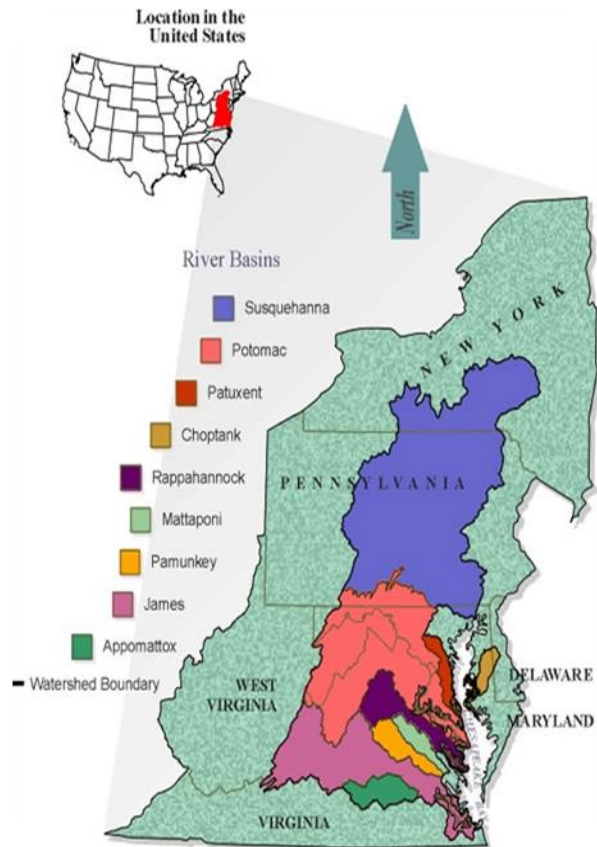 Location in the
United States
North
River Basins
Susquehanna
Potomac
Patuxent
Choptank
Rappahannock
Mattaponi
Pamunkey
James
Appomattox
Watershed Boundary
NEW YORK
PENNSYLVANIA
WEST
VIRGINIA
DELAWARE
MARYLAND
VIRGINIA